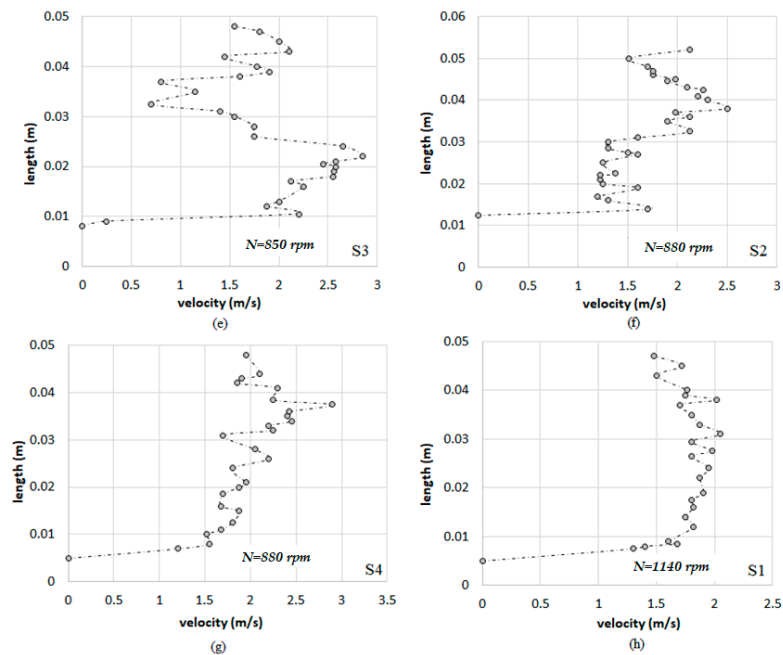 0.05
0.04
0.03
0.02
0.01
0
length (m)
0 0.5 1 1.5 2 2.5 3
velocity (m/s)
N=850 rpm
S3
(e)
0.06
0.05
0.04
0.03
0.02
0.01
0
length (m)
0 0.5 1 1.5 2 2.5 3
velocity (m/s)
N=880 rpm
S2
(f)
0.05
0.04
0.03
0.02
0.01
0
length (m)
0 0.5 1 1.5 2 2.5 3 3.5
velocity (m/s)
N=880 rpm
S4
(g)
0.05
0.04
0.03
0.02
0.01
0
length (m)
0 0.5 1 1.5 2 2.5
velocity (m/s)
N=1140 rpm
S1
(h)